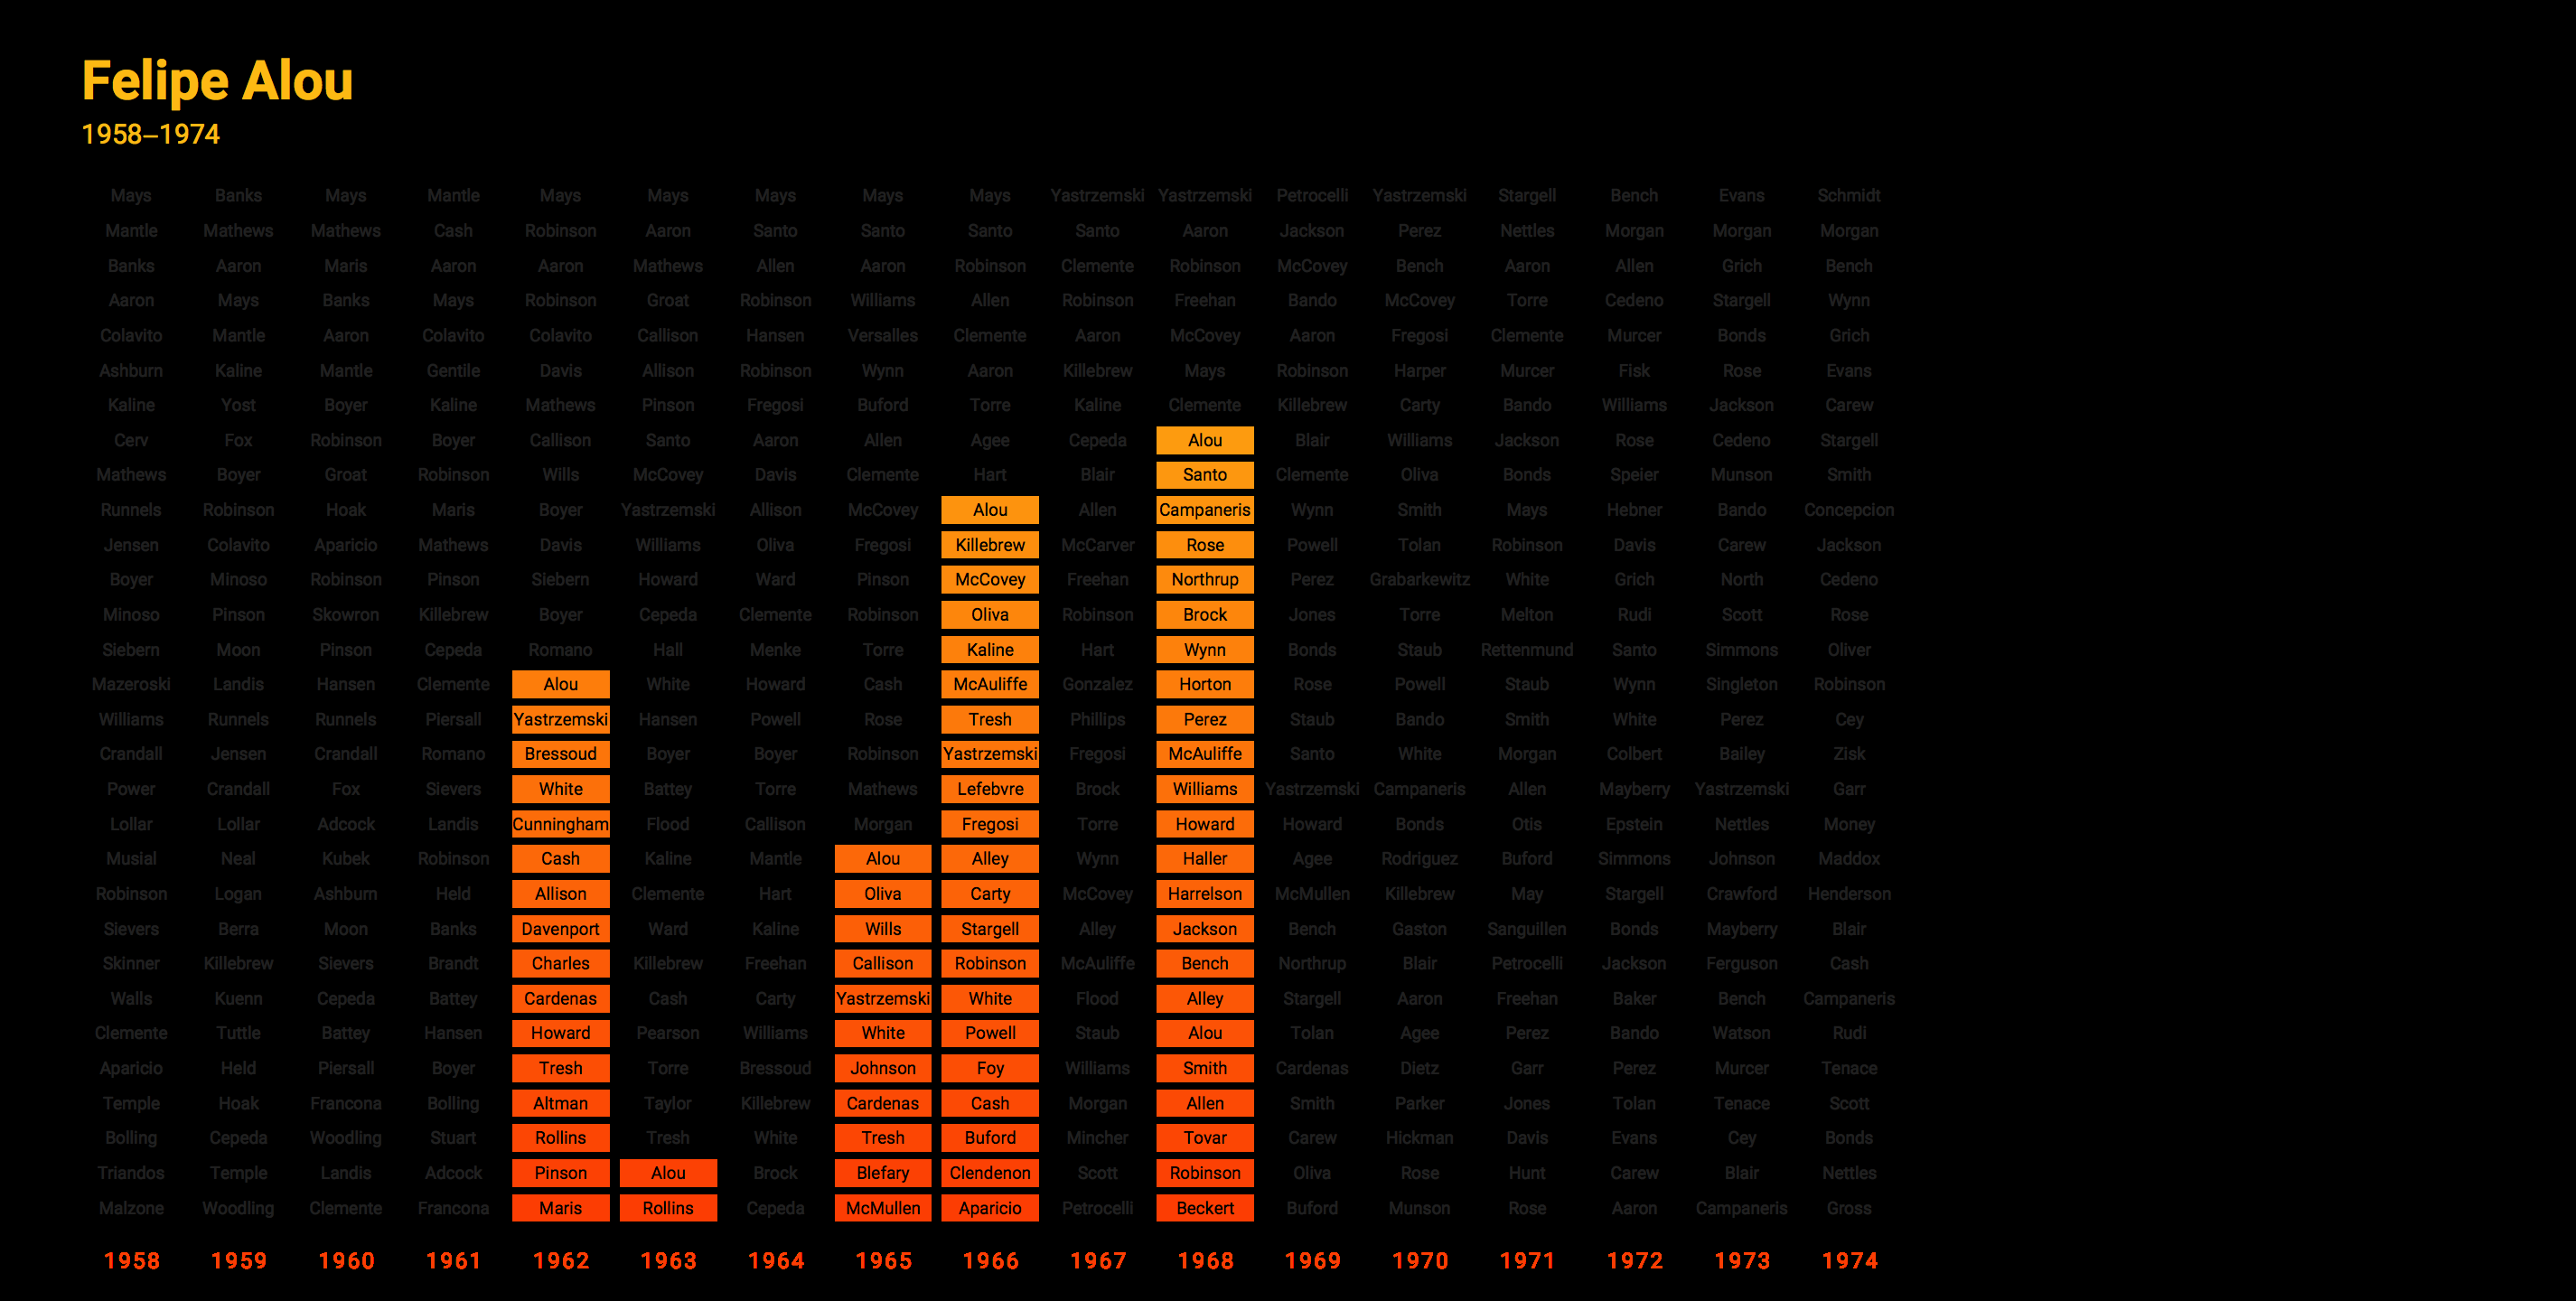 Felipe Alou
1958–1974
Mays Banks Mays Mantle Mays Mays Mays Mays Mays Yastrzemski Yastrzemski Petrocelli Yastrzemski Stargell Bench Evans Schmidt
Mantle Mathews Mathews Cash Robinson Aaron Santo Santo Santo Santo Aaron Jackson Perez Nettles Morgan Morgan Morgan
Banks Aaron Maris Aaron Aaron Mathews Allen Aaron Robinson Clemente Robinson McCovey Bench Aaron Allen Grich Bench
Aaron Mays Banks Mays Robinson Groat Robinson Williams Allen Robinson Freehan Bando McCovey Torre Cedeno Stargell Wynn
Colavito Mantle Aaron Colavito Colavito Callison Hansen Versalles Clemente Aaron McCovey Aaron Fregosi Clemente Murcer Bonds Grich
Ashburn Kaline Mantle Gentile Davis Allison Robinson Wynn Aaron Killebrew Mays Robinson Harper Murcer Fisk Rose Evans
Kaline Yost Boyer Kaline Mathews Pinson Fregosi Buford Torre Kaline Clemente Killebrew Carty Bando Williams Jackson Carew
Cerv Fox Robinson Boyer Callison Santo Aaron Allen Agee Cepeda Alou Blair Williams Jackson Rose Cedeno Stargell
Mathews Boyer Groat Robinson Wills McCovey Davis Clemente Hart Blair Santo Clemente Oliva Bonds Speier Munson Smith
Runnels Robinson Hoak Maris Boyer Yastrzemski Allison McCovey Alou Allen Campaneris Wynn Smith Mays Hebner Bando Concepcion
Jensen Colavito Aparicio Mathews Davis Williams Oliva Fregosi Killebrew McCarver Rose Powell Tolan Robinson Davis Carew Jackson
Boyer Minoso Robinson Pinson Siebern Howard Ward Pinson McCovey Freehan Northrup Perez Grabarkewitz White Grich North Cedeno
Minoso Pinson Skowron Killebrew Boyer Cepeda Clemente Robinson Oliva Robinson Brock Jones Torre Melton Rudi Scott Rose
Siebern Moon Pinson Cepeda Romano Hall Menke Torre Kaline Hart Wynn Bonds Staub Rettenmund Santo Simmons Oliver
Mazeroski Landis Hansen Clemente Alou White Howard Cash McAuliffe Gonzalez Horton Rose Powell Staub Wynn Singleton Robinson
Williams Runnels Runnels Piersall Yastrzemski Hansen Powell Rose Tresh Phillips Perez Staub Bando Smith White Perez Cey
Crandall Jensen Crandall Romano Bressoud Boyer Boyer Robinson Yastrzemski Fregosi McAuliffe Santo White Morgan Colbert Bailey Zisk
Power Crandall Fox Sievers White Battey Torre Mathews Lefebvre Brock Williams Yastrzemski Campaneris Allen Mayberry Yastrzemski Garr
Lollar Lollar Adcock Landis Cunningham Flood Callison Morgan Fregosi Torre Howard Howard Bonds Otis Epstein Nettles Money
Musial Neal Kubek Robinson Cash Kaline Mantle Alou Alley Wynn Haller Agee Rodriguez Buford Simmons Johnson Maddox
Robinson Logan Ashburn Held Allison Clemente Hart Oliva Carty McCovey Harrelson McMullen Killebrew May Stargell Crawford Henderson
Sievers Berra Moon Banks Davenport Ward Kaline Wills Stargell Alley Jackson Bench Gaston Sanguillen Bonds Mayberry Blair
Skinner Killebrew Sievers Brandt Charles Killebrew Freehan Callison Robinson McAuliffe Bench Northrup Blair Petrocelli Jackson Ferguson Cash
Walls Kuenn Cepeda Battey Cardenas Cash Carty Yastrzemski White Flood Alley Stargell Aaron Freehan Baker Bench Campaneris
Clemente Tuttle Battey Hansen Howard Pearson Williams White Powell Staub Alou Tolan Agee Perez Bando Watson Rudi
Aparicio Held Piersall Boyer Tresh Torre Bressoud Johnson Foy Williams Smith Cardenas Dietz Garr Perez Murcer Tenace
Temple Hoak Francona Bolling Altman Taylor Killebrew Cardenas Cash Morgan Allen Smith Parker Jones Tolan Tenace Scott
Bolling Cepeda Woodling Stuart Rollins Tresh White Tresh Buford Mincher Tovar Carew Hickman Davis Evans Cey Bonds
Triandos Temple Landis Adcock Pinson Alou Brock Blefary Clendenon Scott Robinson Oliva Rose Hunt Carew Blair Nettles
Malzone Woodling Clemente Francona Maris Rollins Cepeda McMullen Aparicio Petrocelli Beckert Buford Munson Rose Aaron Campaneris Gross
1958 1959 1960 1961 1962 1963 1964 1965 1966 1967 1968 1969 1970 1971 1972 1973 1974